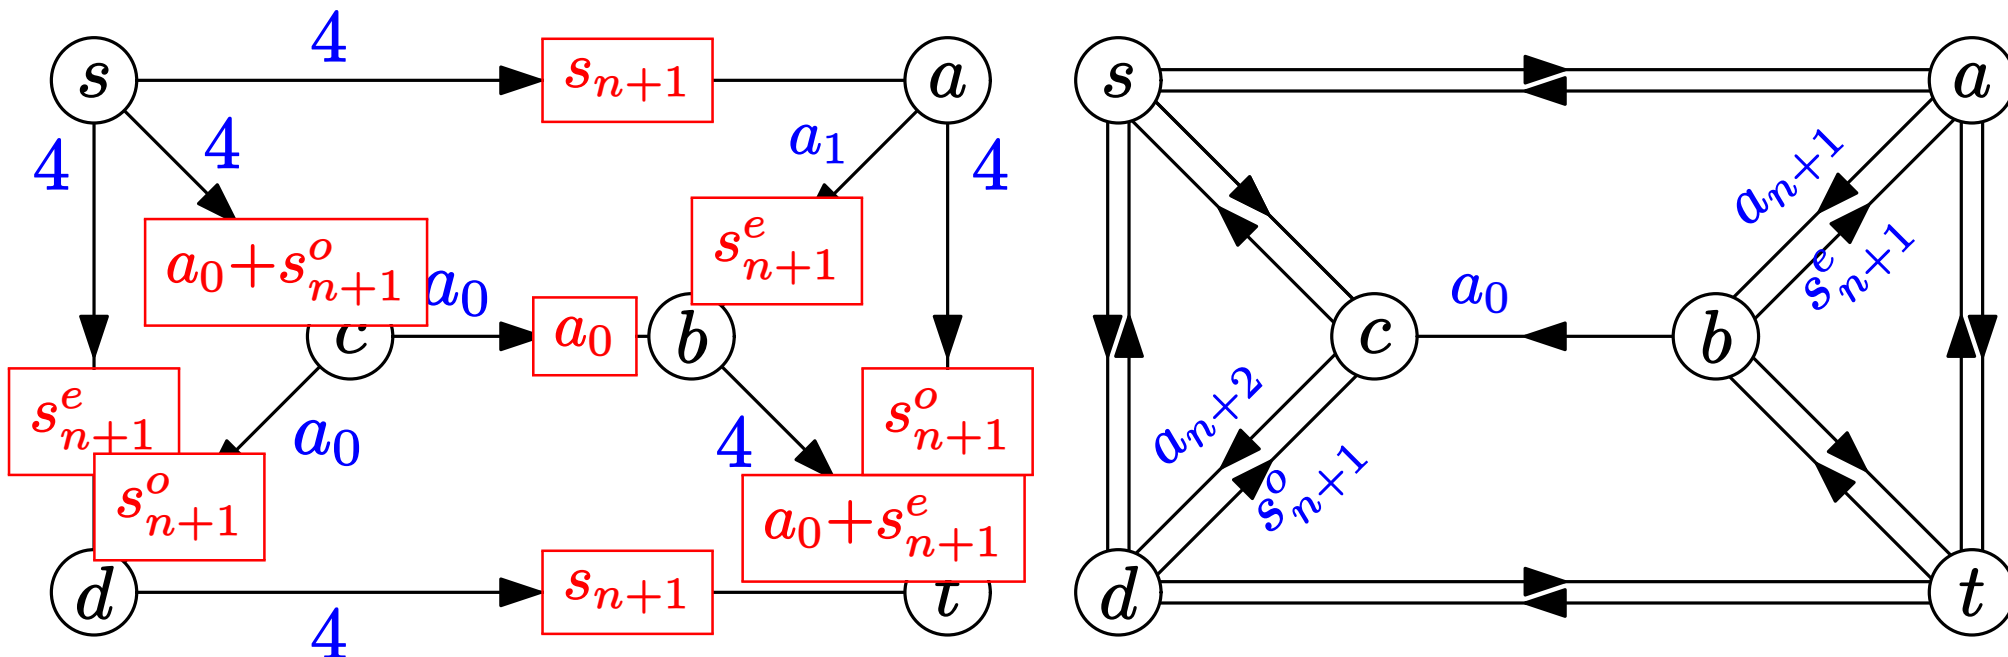 4
s s_{n+1} a s a
4 4 a_1 4 a_{n+1}
s^e_{n+1} s^e_{n+1}
a_0+s^o_{n+1} a_0 a_0
c a_0 b c b
s^e_{n+1} a_0 4 s^o_{n+1} a_{n+2}
s^o_{n+1} a_0+s^e_{n+1} s^o_{n+1}
d s_{n+1} t d t
4